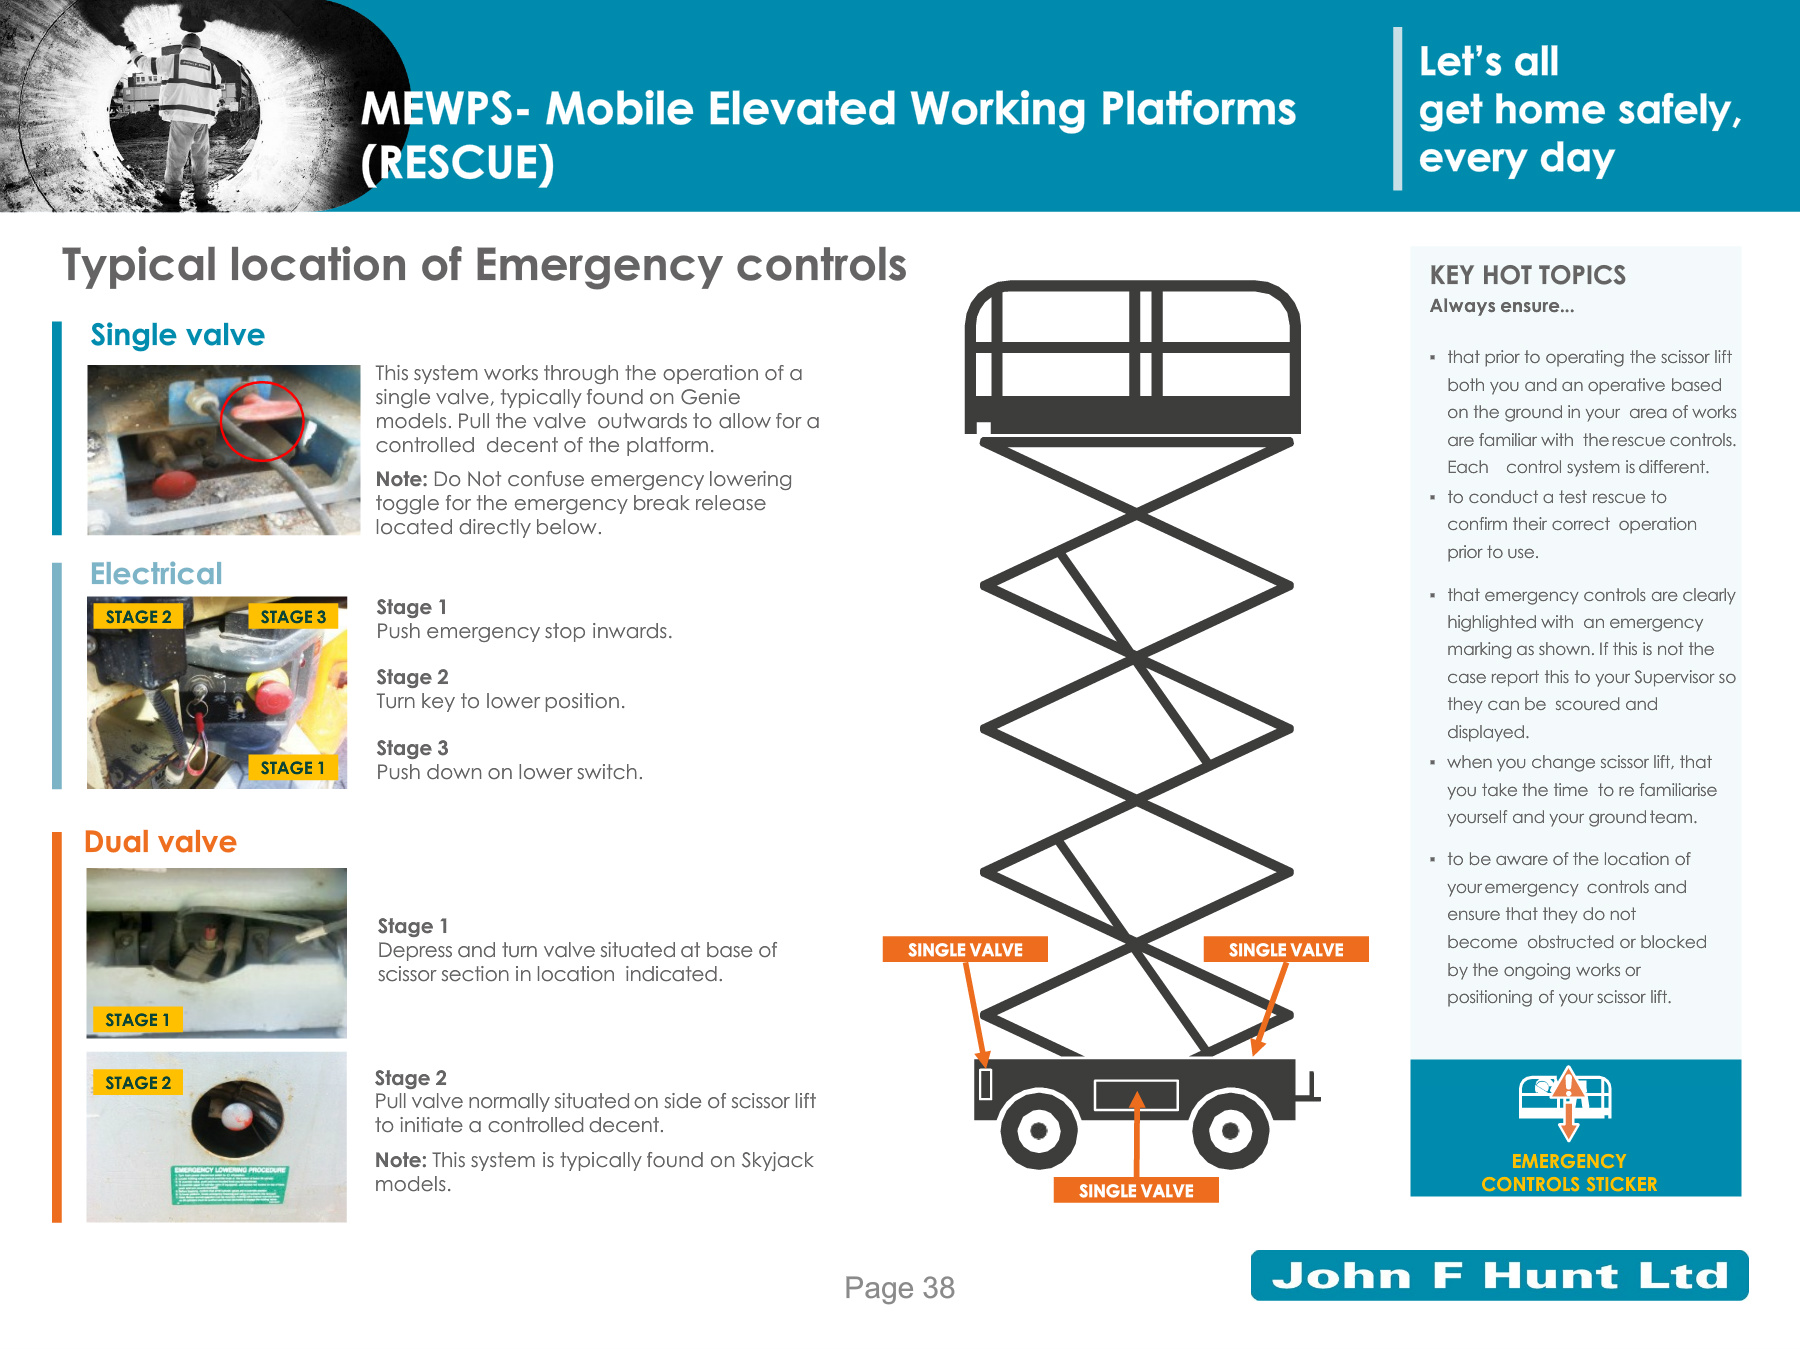 MEWPS- Mobile Elevated Working Platforms
(RESCUE)
Let's all
get home safely,
every day
Typical location of Emergency controls
Single valve
This system works through the operation of a
single valve, typically found on Genie
models. Pull the valve outwards to allow for a
controlled decent of the platform.
Note: Do Not confuse emergency lowering
toggle for the emergency break release
located directly below.
Electrical
STAGE 2
STAGE 3
STAGE 1
Stage 1
Push emergency stop inwards.
Stage 2
Turn key to lower position.
Stage 3
Push down on lower switch.
Dual valve
STAGE 1
Stage 1
Depress and turn valve situated at base of
scissor section in location indicated.
STAGE 2
EMERGENCY LOWERING PROCEDURE
Stage 2
Pull valve normally situated on side of scissor lift
to initiate a controlled decent.
Note: This system is typically found on Skyjack
models.
SINGLE VALVE
SINGLE VALVE
SINGLE VALVE
KEY HOT TOPICS
Always ensure...
▪ that prior to operating the scissor lift
both you and an operative based
on the ground in your area of works
are familiar with the rescue controls.
Each control system is different.
▪ to conduct a test rescue to
confirm their correct operation
prior to use.
▪ that emergency controls are clearly
highlighted with an emergency
marking as shown. If this is not the
case report this to your Supervisor so
they can be scoured and
displayed.
▪ when you change scissor lift, that
you take the time to re familiarise
yourself and your ground team.
▪ to be aware of the location of
your emergency controls and
ensure that they do not
become obstructed or blocked
by the ongoing works or
positioning of your scissor lift.
EMERGENCY
CONTROLS STICKER
Page 38
John F Hunt Ltd